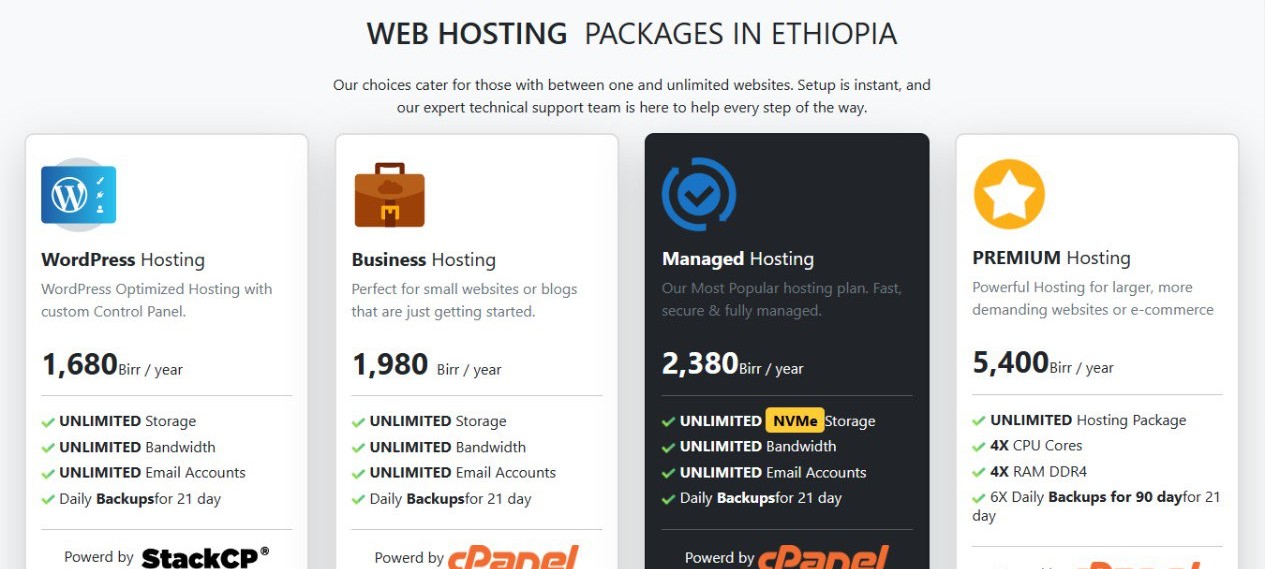 WEB HOSTING PACKAGES IN ETHIOPIA
Our choices cater for those with between one and unlimited websites. Setup is instant, and
our expert technical support team is here to help every step of the way.
WordPress Hosting
WordPress Optimized Hosting with
custom Control Panel.
1,680Birr / year
UNLIMITED Storage
UNLIMITED Bandwidth
UNLIMITED Email Accounts
Daily Backupsfor 21 day
Powerd by StackCP®
Business Hosting
Perfect for small websites or blogs
that are just getting started.
1,980 Birr / year
UNLIMITED Storage
UNLIMITED Bandwidth
UNLIMITED Email Accounts
Daily Backupsfor 21 day
Powerd by cPanel
Managed Hosting
Our Most Popular hosting plan. Fast,
secure & fully managed.
2,380Birr / year
UNLIMITED NVMe Storage
UNLIMITED Bandwidth
UNLIMITED Email Accounts
Daily Backupsfor 21 day
Powerd by cPanel
PREMIUM Hosting
Powerful Hosting for larger, more
demanding websites or e-commerce
5,400Birr / year
UNLIMITED Hosting Package
4X CPU Cores
4X RAM DDR4
6X Daily Backups for 90 dayfor 21
day